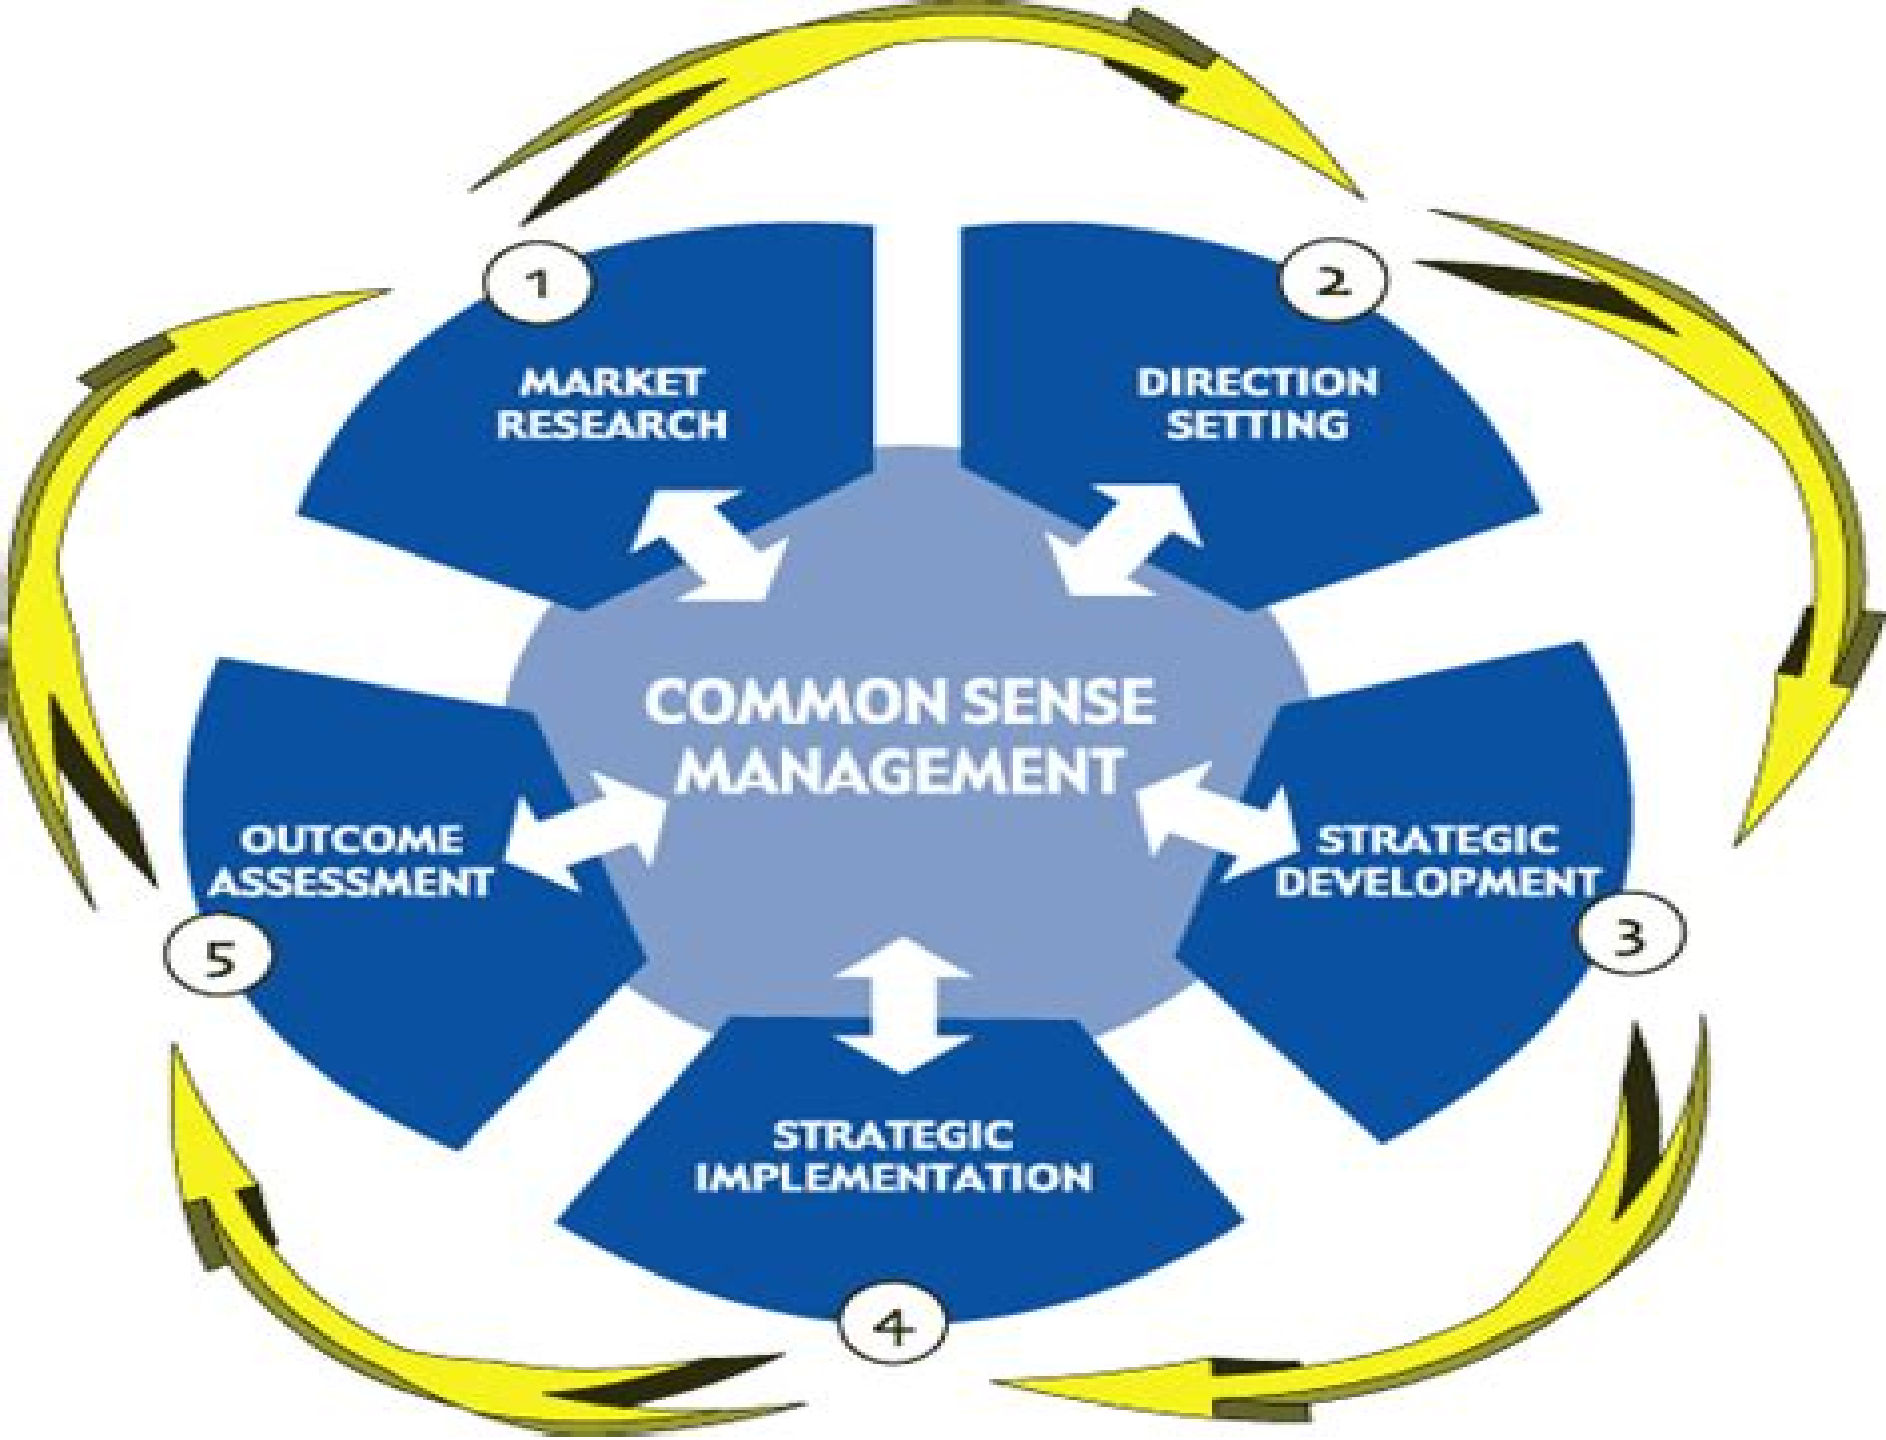 1
MARKET
RESEARCH
2
DIRECTION
SETTING
COMMON SENSE
MANAGEMENT
STRATEGIC
DEVELOPMENT
3
STRATEGIC
IMPLEMENTATION
4
OUTCOME
ASSESSMENT
5